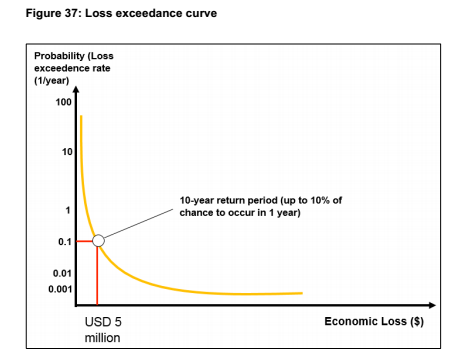 Figure 37: Loss exceedance curve
Probability (Loss
exceedence rate
(1/year)
100
10
1
0.1
0.01
0.001
10-year return period (up to 10% of
chance to occur in 1 year)
USD 5
million
Economic Loss ($)